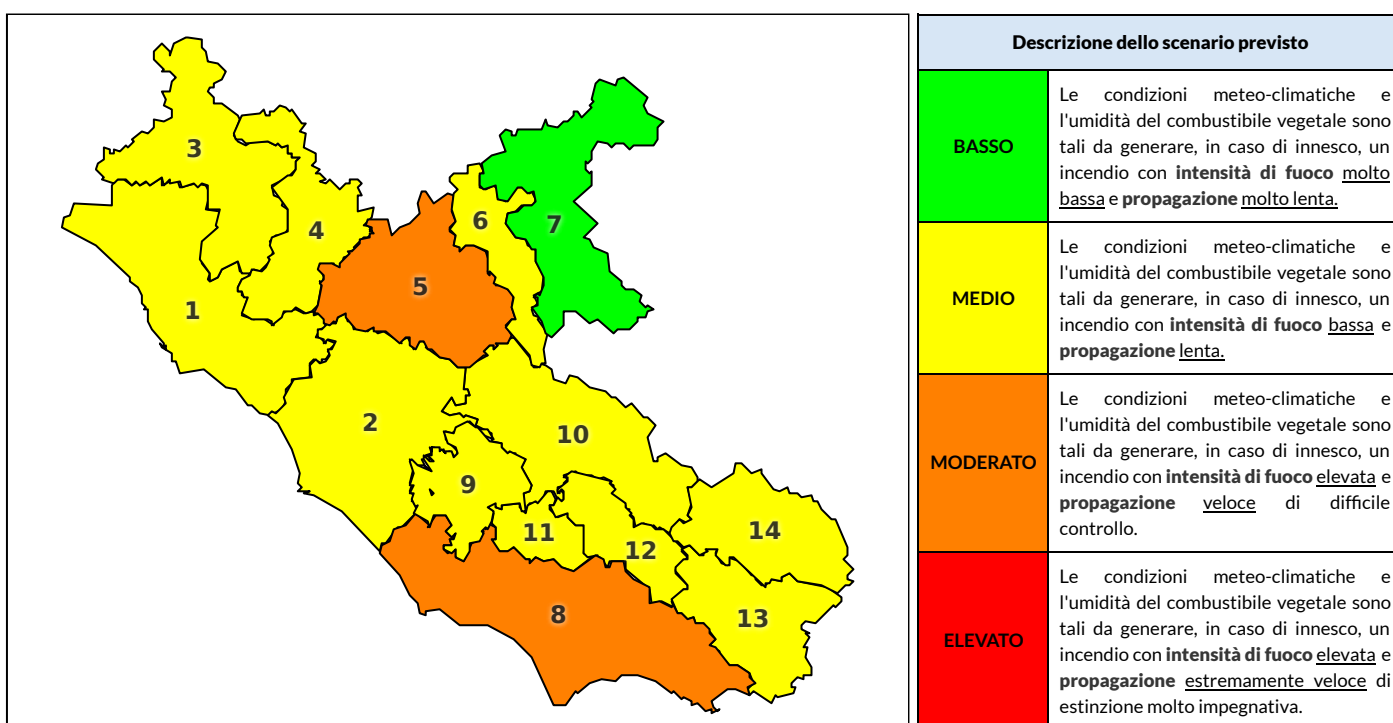 3
4
6
7
5
1
2
10
9
11
12
14
8
13
Descrizione dello scenario previsto
BASSO
Le condizioni meteo-climatiche e
l'umidità del combustibile vegetale sono
tali da generare, in caso di innesco, un
incendio con intensità di fuoco molto
bassa e propagazione molto lenta.
MEDIO
Le condizioni meteo-climatiche e
l'umidità del combustibile vegetale sono
tali da generare, in caso di innesco, un
incendio con intensità di fuoco bassa e
propagazione lenta.
MODERATO
Le condizioni meteo-climatiche e
l'umidità del combustibile vegetale sono
tali da generare, in caso di innesco, un
incendio con intensità di fuoco elevata e
propagazione veloce di difficile
controllo.
ELEVATO
Le condizioni meteo-climatiche e
l'umidità del combustibile vegetale sono
tali da generare, in caso di innesco, un
incendio con intensità di fuoco elevata e
propagazione estremamente veloce di
estinzione molto impegnativa.